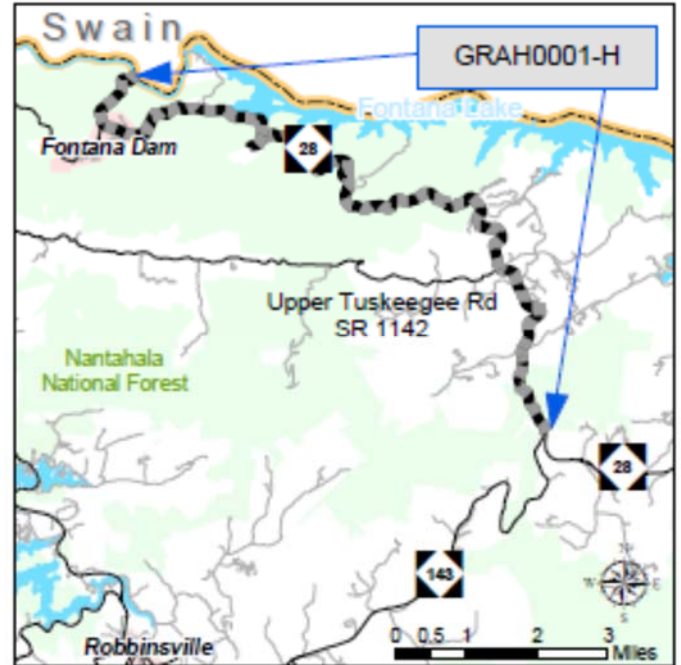 Swain
GRAH0001-H
Fontana Lake
Fontana Dam
28
Upper Tuskeegee Rd
SR 1142
Nantahala
National Forest
28
143
N
W E
S
Robbinsville
0 0.5 1 2 3
Miles